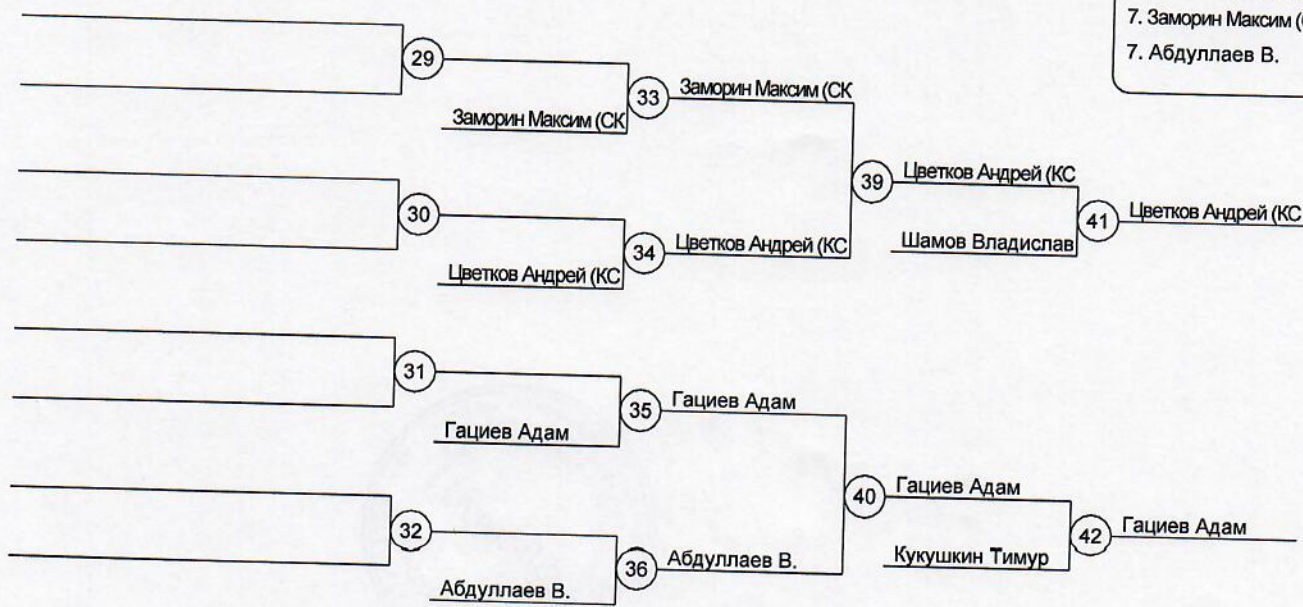 7. Заморин Максим (
7. Абдуллаев В.
29
33
Заморин Максим (СК
Заморин Максим (СК
39
Цветков Андрей (КС
30
41
Цветков Андрей (КС
34
Цветков Андрей (КС
Шамов Владислав
Цветков Андрей (КС
31
35
Гациев Адам
Гациев Адам
40
Гациев Адам
32
42
Гациев Адам
36
Абдуллаев В.
Кукушкин Тимур
Абдуллаев В.